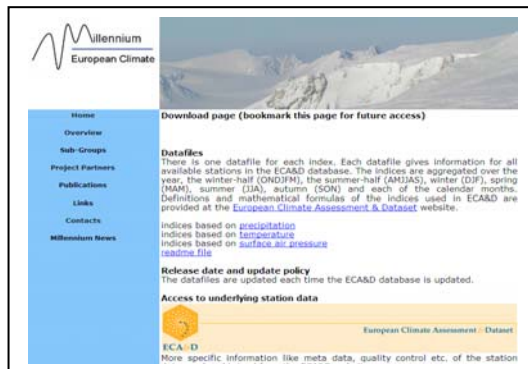 Millennium
European Climate
Home
Overview
Sub-Groups
Project Partners
Publications
Links
Contacts
Millennium News
Download page (bookmark this page for future access)
Datafiles
There is one datafile for each index. Each datafile gives information for all
available stations in the ECA&D database. The indices are aggregated over the
year, the winter-half (ONDJFM), the summer-half (AMJJAS), winter (DJF), spring
(MAM), summer (JJA), autumn (SON) and each of the calendar months.
Definitions and mathematical formulas of the indices used in ECA&D are
provided at the European Climate Assessment & Dataset website.
indices based on precipitation
indices based on temperature
indices based on surface air pressure
readme file
Release date and update policy
The datafiles are updated each time the ECA&D database is updated.
Access to underlying station data
European Climate Assessment & Dataset
ECA&D
More specific information like meta data, quality control etc. of the station